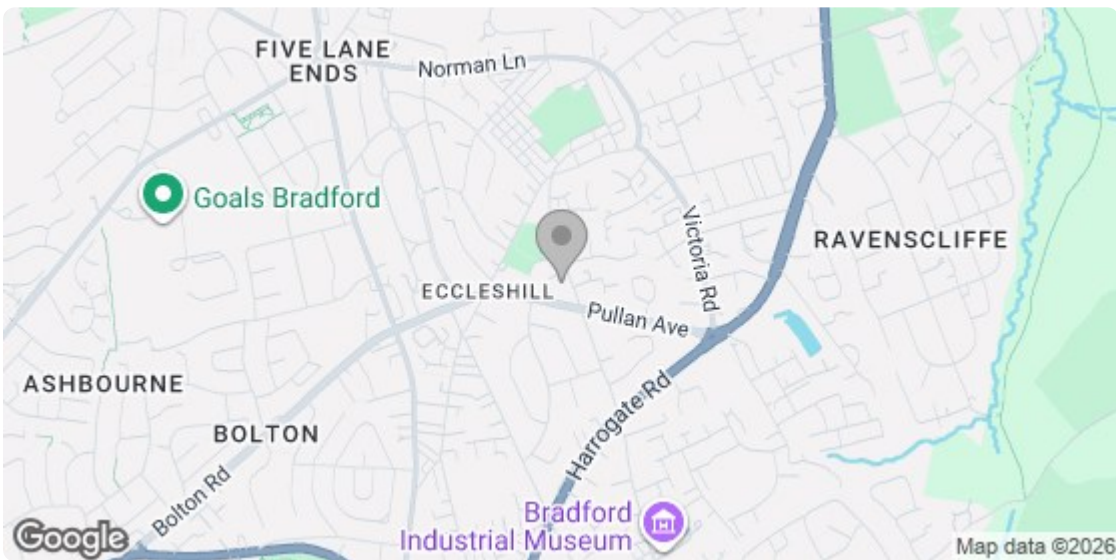 FIVE LANE
ENDS
Norman Ln
Goals Bradford
Victoria Rd
RAVENSCLIFFE
ECCLESHILL
Pullan Ave
ASHBOURNE
Harrogate Rd
BOLTON
Bolton Rd
Bradford
Industrial Museum
Google
Map data ©2026